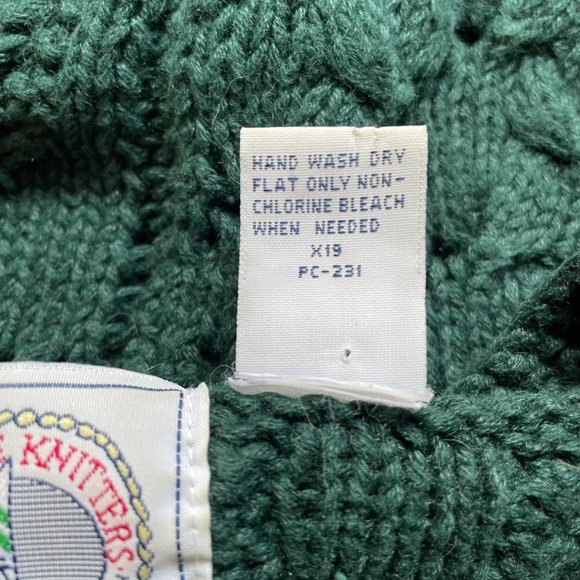 HAND WASH DRY
FLAT ONLY NON-
CHLORINE BLEACH
WHEN NEEDED
X19
PC-231
KNITTERS,